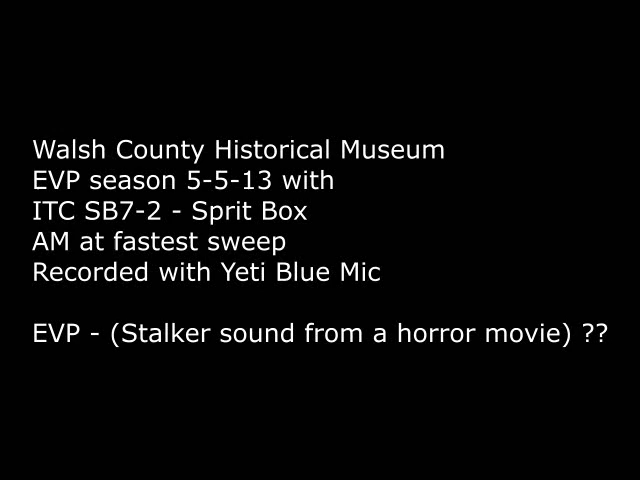 Walsh County Historical Museum
EVP season 5-5-13 with
ITC SB7-2 - Sprit Box
AM at fastest sweep
Recorded with Yeti Blue Mic
EVP - (Stalker sound from a horror movie) ??